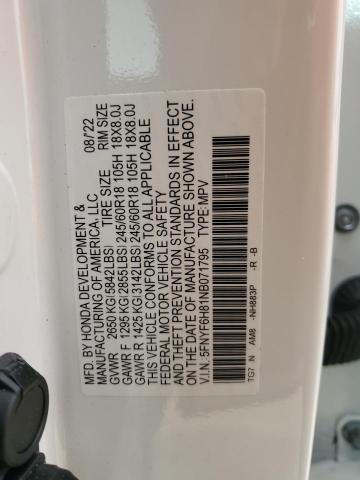 MFD. BY HONDA DEVELOPMENT & 08/22
MANUFACTURING OF AMERICA, LLC
TIRE SIZE RIM SIZE
GVWR 2650 KG(5842LBS)
GAWR F 1295 KG(2855LBS) 245/60R18 105H 18X8.0J
GAWR R 1425 KG(3142LBS) 245/60R18 105H 18X8.0J
THIS VEHICLE CONFORMS TO ALL APPLICABLE
FEDERAL MOTOR VEHICLE SAFETY
AND THEFT PREVENTION STANDARDS IN EFFECT
ON THE DATE OF MANUFACTURE SHOWN ABOVE.
V.I.N.:5FNYF6H81NB071795 TYPE: MPV
TG7 N AM8 -NH883P -R -B